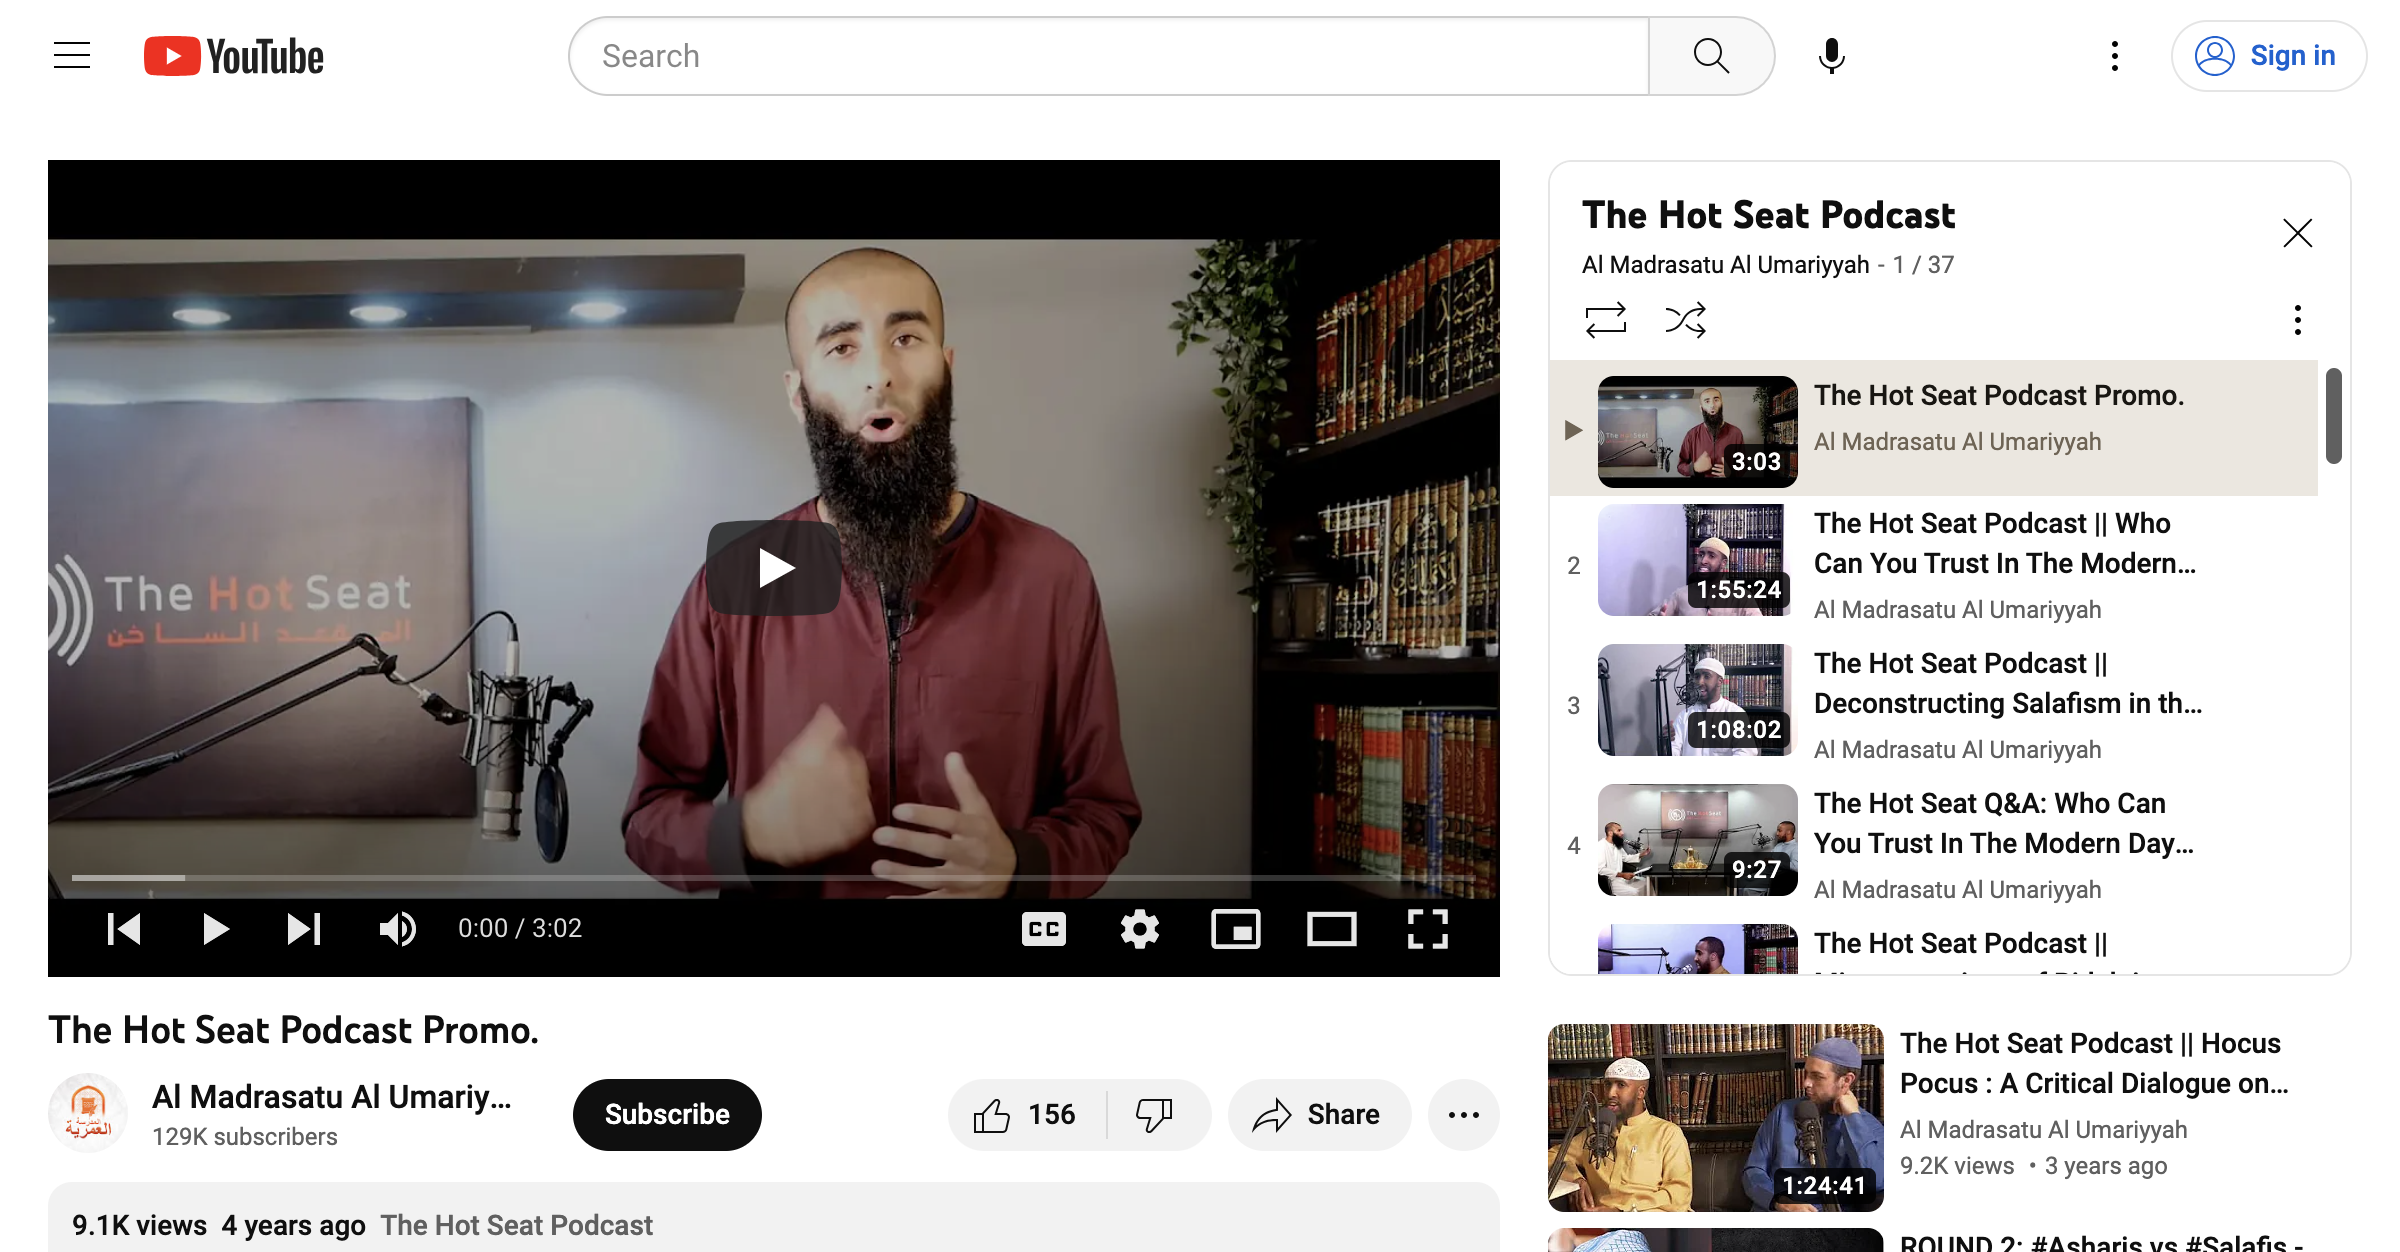 YouTube
Search
Sign in
The Hot Seat
المقعد الساخن
0:00 / 3:02
CC
The Hot Seat Podcast Promo.
Al Madrasatu Al Umariy...
129K subscribers
Subscribe
156
Share
9.1K views 4 years ago The Hot Seat Podcast
The Hot Seat Podcast
Al Madrasatu Al Umariyyah - 1 / 37
The Hot Seat Podcast Promo.
Al Madrasatu Al Umariyyah
3:03
2
The Hot Seat Podcast || Who
Can You Trust In The Modern...
Al Madrasatu Al Umariyyah
1:55:24
3
The Hot Seat Podcast ||
Deconstructing Salafism in th...
Al Madrasatu Al Umariyyah
1:08:02
4
The Hot Seat Q&A: Who Can
You Trust In The Modern Day...
Al Madrasatu Al Umariyyah
9:27
The Hot Seat Podcast ||
The Hot Seat Podcast || Hocus
Pocus : A Critical Dialogue on...
Al Madrasatu Al Umariyyah
9.2K views • 3 years ago
1:24:41
ROUND 2: #Asharis vs #Salafis -